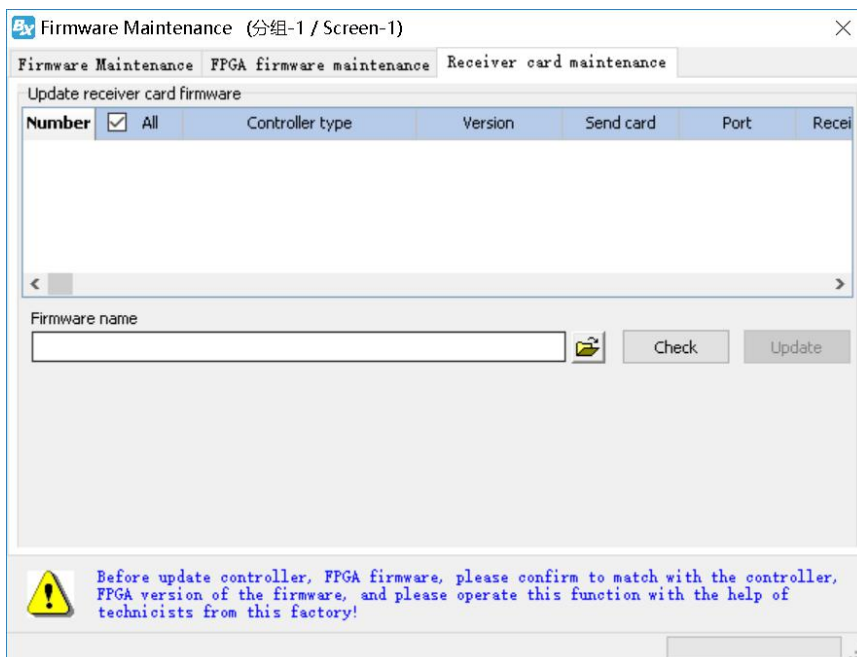 BX Firmware Maintenance (分组-1 / Screen-1)
Firmware Maintenance FPGA firmware maintenance Receiver card maintenance
Update receiver card firmware
Number All Controller type Version Send card Port Recei
Firmware name
Check Update
Before update controller, FPGA firmware, please confirm to match with the controller,
FPGA version of the firmware, and please operate this function with the help of
technicists from this factory!